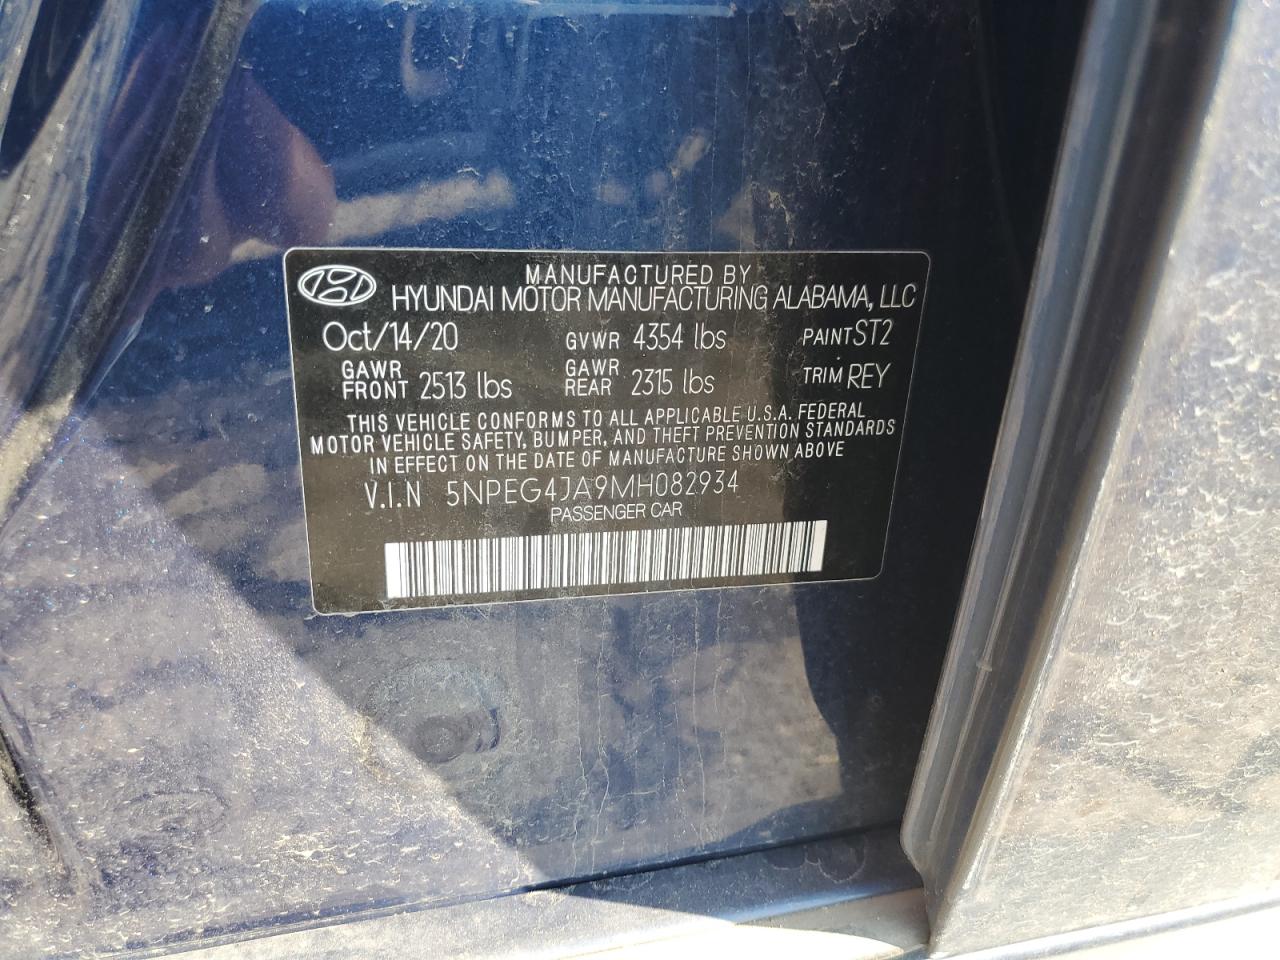 MANUFACTURED BY
HYUNDAI MOTOR MANUFACTURING ALABAMA, LLC
Oct/14/20 GVWR 4354 lbs PAINT ST2
GAWR FRONT 2513 lbs GAWR REAR 2315 lbs TRIM REY
THIS VEHICLE CONFORMS TO ALL APPLICABLE U.S.A. FEDERAL
MOTOR VEHICLE SAFETY, BUMPER, AND THEFT PREVENTION STANDARDS
IN EFFECT ON THE DATE OF MANUFACTURE SHOWN ABOVE
V.I.N 5NPEG4JA9MH082934
PASSENGER CAR